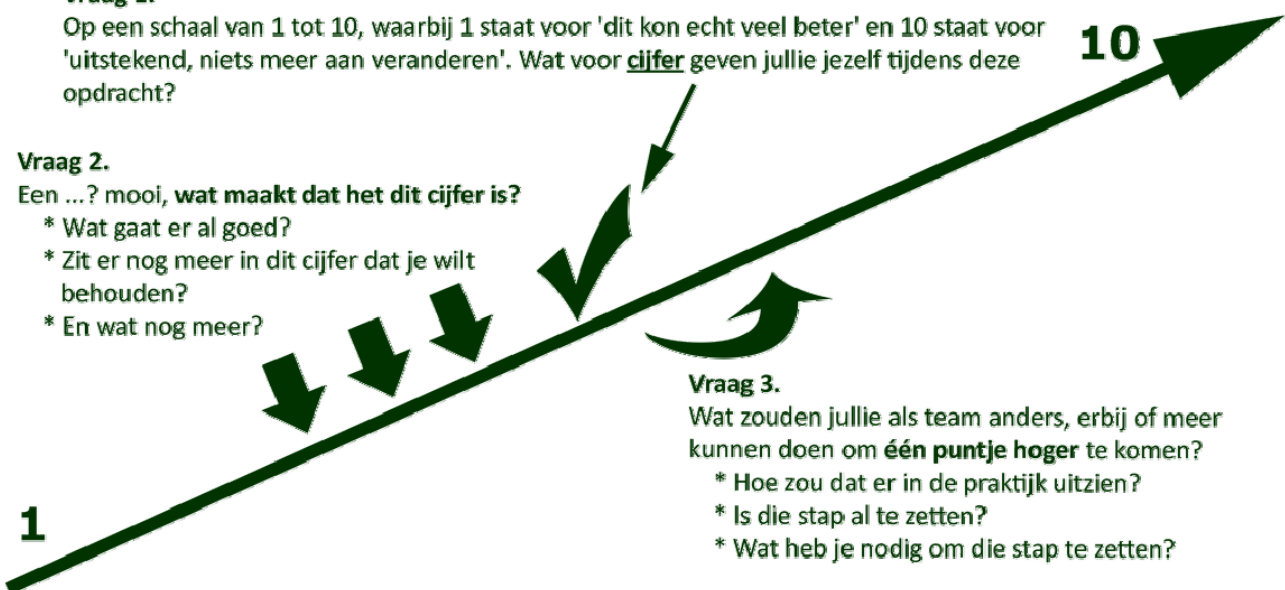 Vraag 1.
Op een schaal van 1 tot 10, waarbij 1 staat voor 'dit kon echt veel beter' en 10 staat voor
'uitstekend, niets meer aan veranderen'. Wat voor cijfer geven jullie jezelf tijdens deze
opdracht?
10
Vraag 2.
Een ...? mooi, wat maakt dat het dit cijfer is?
* Wat gaat er al goed?
* Zit er nog meer in dit cijfer dat je wilt
behouden?
* En wat nog meer?
Vraag 3.
Wat zouden jullie als team anders, erbij of meer
kunnen doen om één puntje hoger te komen?
* Hoe zou dat er in de praktijk uitzien?
* Is die stap al te zetten?
* Wat heb je nodig om die stap te zetten?
1